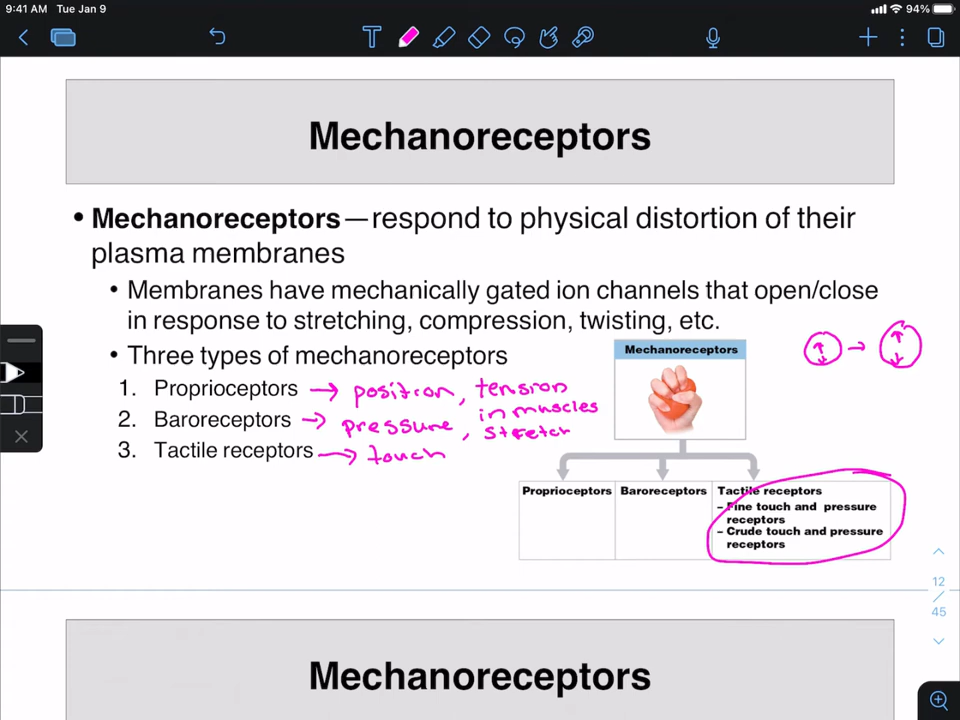 9:41 AM Tue Jan 9
94%
Mechanoreceptors
• Mechanoreceptors—respond to physical distortion of their
plasma membranes
• Membranes have mechanically gated ion channels that open/close
in response to stretching, compression, twisting, etc.
• Three types of mechanoreceptors
1. Proprioceptors → position, tension
in muscles
2. Baroreceptors → pressure, stretch
3. Tactile receptors → touch
Mechanoreceptors
Proprioceptors
Baroreceptors
Tactile receptors
– Fine touch and pressure
receptors
– Crude touch and pressure
receptors
12
/
45
Mechanoreceptors